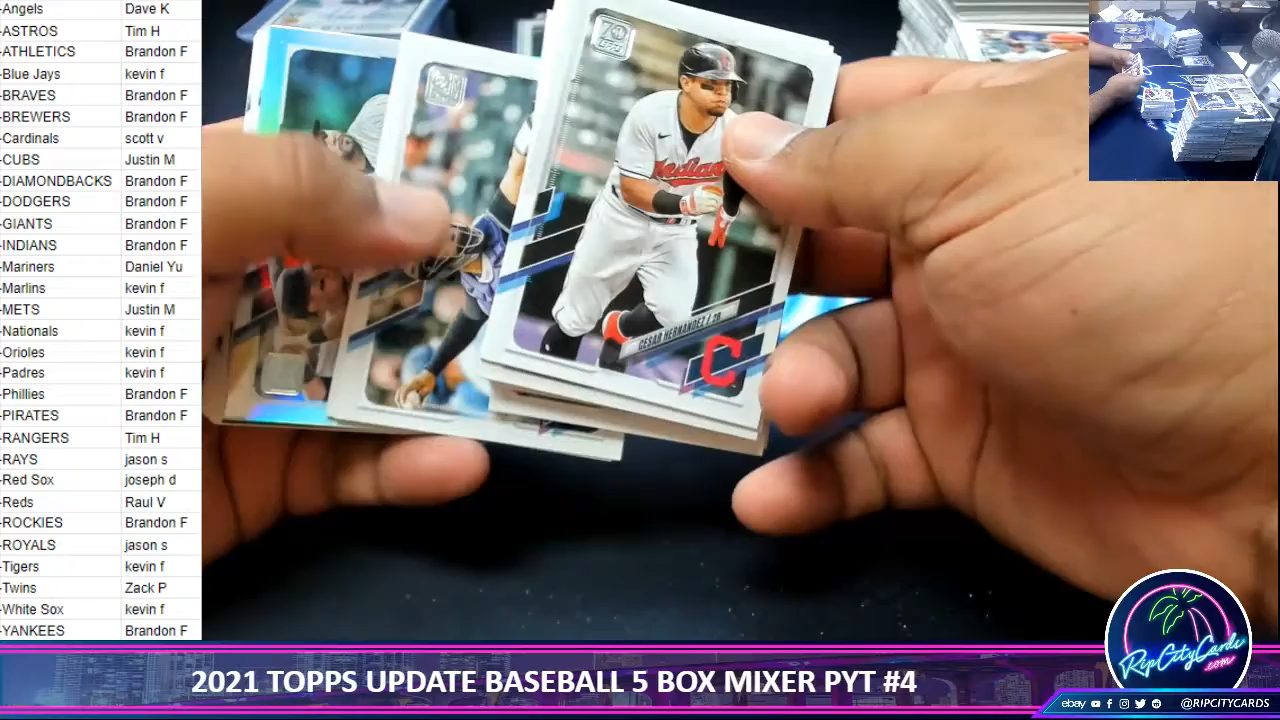 -Angels Dave K
-ASTROS Tim H
-ATHLETICS Brandon F
-Blue Jays kevin f
-BRAVES Brandon F
-BREWERS Brandon F
-Cardinals scott v
-CUBS Justin M
-DIAMONDBACKS Brandon F
-DODGERS Brandon F
-GIANTS Brandon F
-INDIANS Brandon F
-Mariners Daniel Yu
-Marlins kevin f
-METS Justin M
-Nationals kevin f
-Orioles kevin f
-Padres kevin f
-Phillies Brandon F
-PIRATES Brandon F
-RANGERS Tim H
-RAYS jason s
-Red Sox joseph d
-Reds Raul V
-ROCKIES Brandon F
-ROYALS jason s
-Tigers kevin f
-Twins Zack P
-White Sox kevin f
-YANKEES Brandon F
70
TOPPS
Indians
CESAR HERNANDEZ / 2B
C
2021 TOPPS UPDATE BASEBALL 5 BOX MIXER PYT #4
RipCityCards
.com
ebay @RIPCITYCARDS